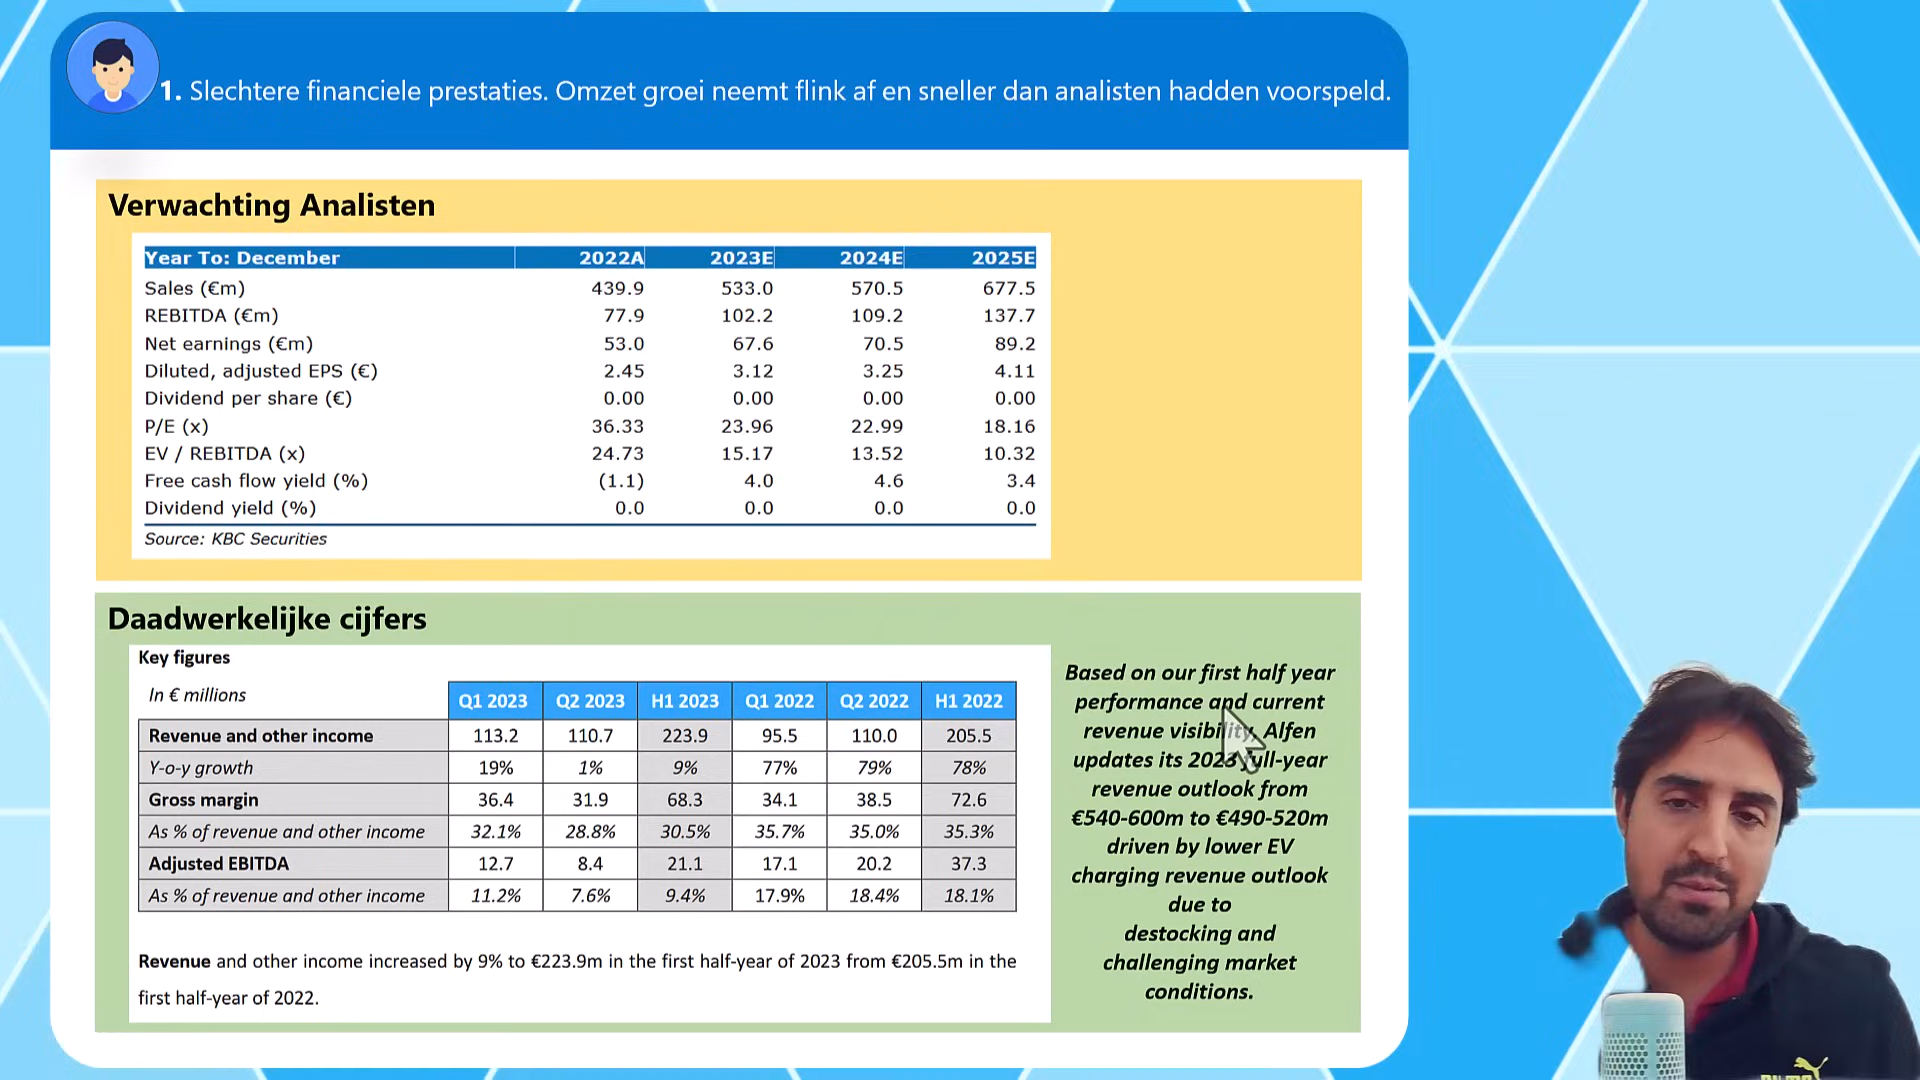 1. Slechtere financiele prestaties. Omzet groei neemt flink af en sneller dan analisten hadden voorspeld.
Verwachting Analisten
Year To: December 2022A 2023E 2024E 2025E
Sales (€m) 439.9 533.0 570.5 677.5
REBITDA (€m) 77.9 102.2 109.2 137.7
Net earnings (€m) 53.0 67.6 70.5 89.2
Diluted, adjusted EPS (€) 2.45 3.12 3.25 4.11
Dividend per share (€) 0.00 0.00 0.00 0.00
P/E (x) 36.33 23.96 22.99 18.16
EV / REBITDA (x) 24.73 15.17 13.52 10.32
Free cash flow yield (%) (1.1) 4.0 4.6 3.4
Dividend yield (%) 0.0 0.0 0.0 0.0
Source: KBC Securities
Daadwerkelijke cijfers
Key figures
In € millions Q1 2023 Q2 2023 H1 2023 Q1 2022 Q2 2022 H1 2022
Revenue and other income 113.2 110.7 223.9 95.5 110.0 205.5
Y-o-y growth 19% 1% 9% 77% 79% 78%
Gross margin 36.4 31.9 68.3 34.1 38.5 72.6
As % of revenue and other income 32.1% 28.8% 30.5% 35.7% 35.0% 35.3%
Adjusted EBITDA 12.7 8.4 21.1 17.1 20.2 37.3
As % of revenue and other income 11.2% 7.6% 9.4% 17.9% 18.4% 18.1%
Revenue and other income increased by 9% to €223.9m in the first half-year of 2023 from €205.5m in the
first half-year of 2022.
Based on our first half year
performance and current
revenue visibility, Alfen
updates its 2023 full-year
revenue outlook from
€540-600m to €490-520m
driven by lower EV
charging revenue outlook
due to
destocking and
challenging market
conditions.